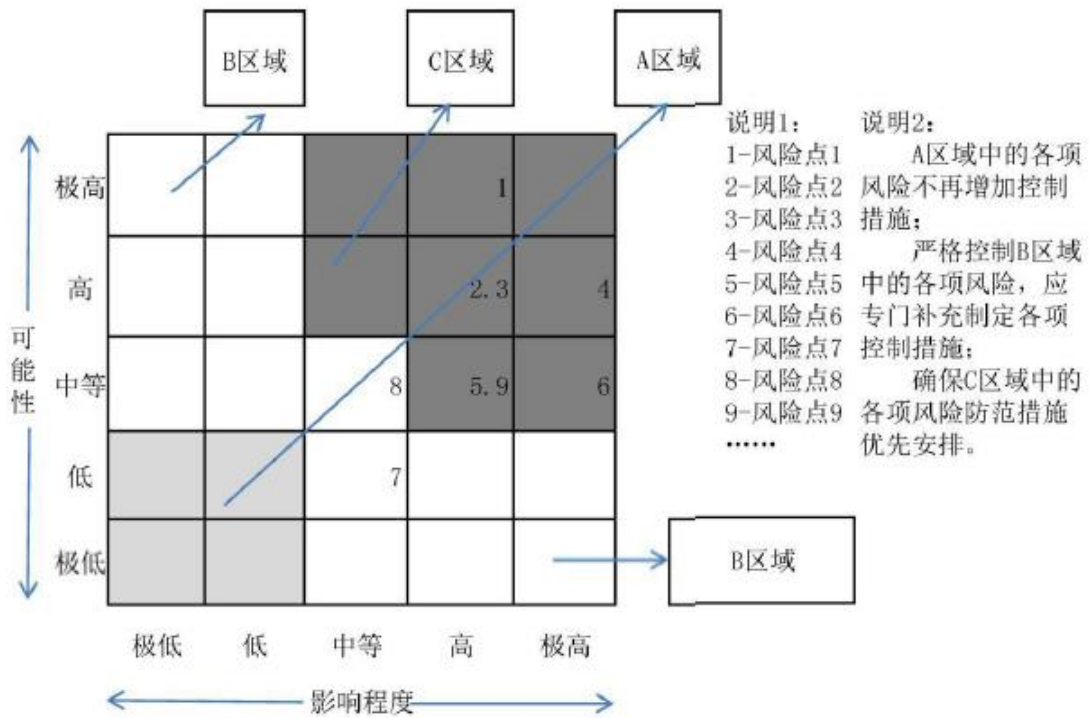 B区域
C区域
A区域
说明1： 说明2：
1-风险点1 A区域中的各项
2-风险点2 风险不再增加控制
3-风险点3 措施；
4-风险点4 严格控制B区域
5-风险点5 中的各项风险，应
6-风险点6 专门补充制定各项
7-风险点7 控制措施；
8-风险点8 确保C区域中的
9-风险点9 各项风险防范措施
…… 优先安排。
可能性
极高 1
高 2.3 4
中等 8 5.9 6
低 7
极低
B区域
极低 低 中等 高 极高
影响程度